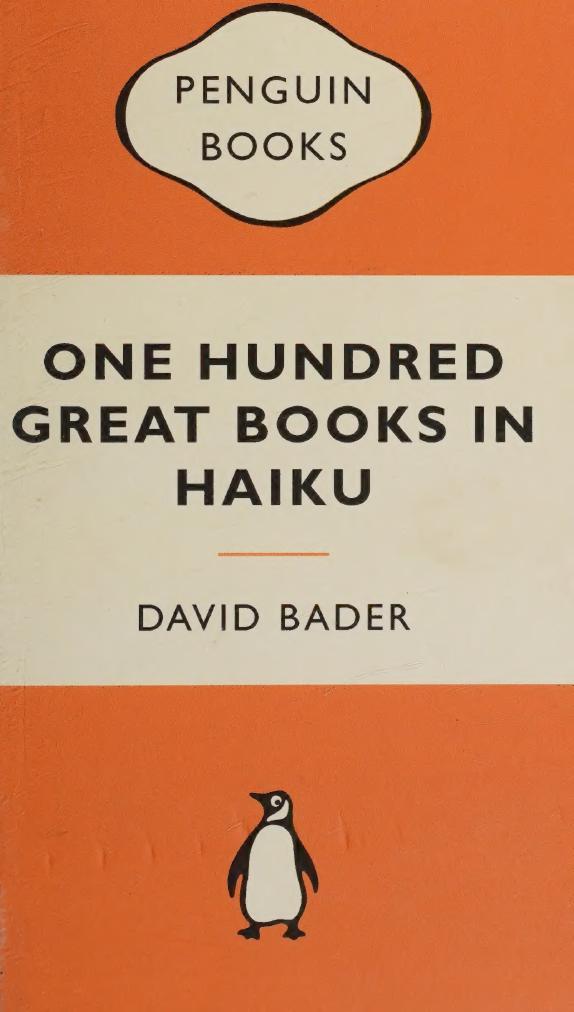 PENGUIN
BOOKS
ONE HUNDRED
GREAT BOOKS IN
HAIKU
DAVID BADER